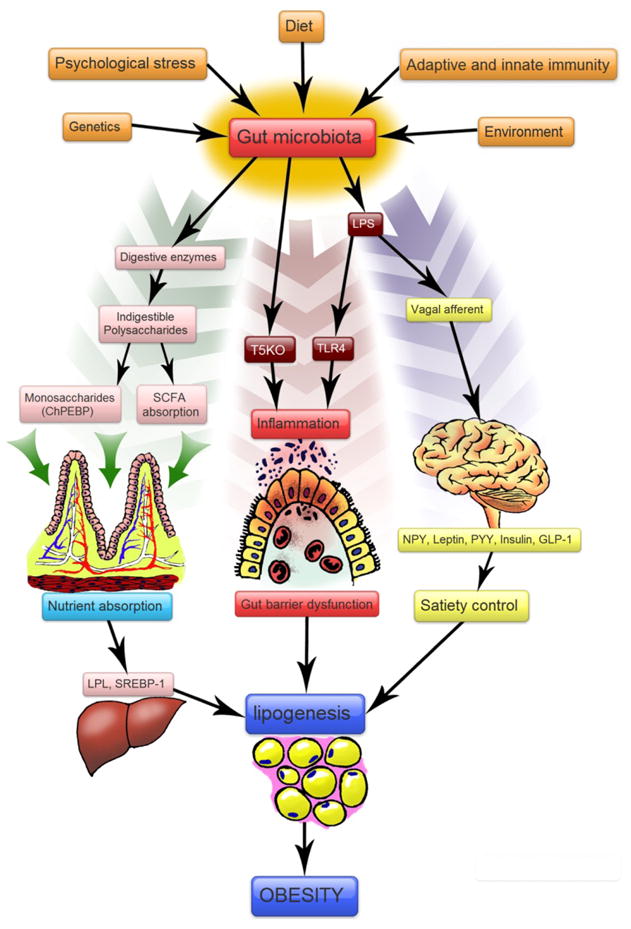 Diet
Psychological stress
Adaptive and innate immunity
Genetics
Gut microbiota
Environment
LPS
Digestive enzymes
Vagal afferent
Indigestible
Polysaccharides
T5KO
TLR4
Monosaccharides
(ChPEBP)
SCFA
absorption
Inflammation
NPY, Leptin, PYY, Insulin, GLP-1
Nutrient absorption
Gut barrier dysfunction
Satiety control
LPL, SREBP-1
lipogenesis
OBESITY